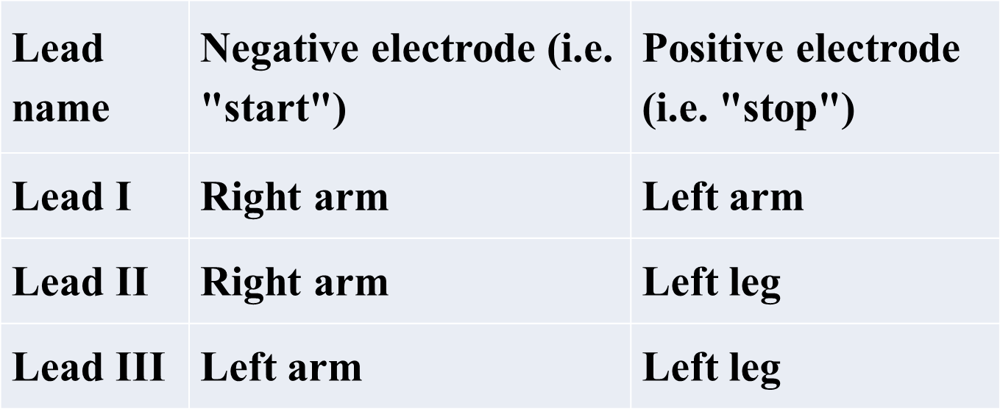 Lead name | Negative electrode (i.e. "start") | Positive electrode (i.e. "stop")
Lead I | Right arm | Left arm
Lead II | Right arm | Left leg
Lead III | Left arm | Left leg